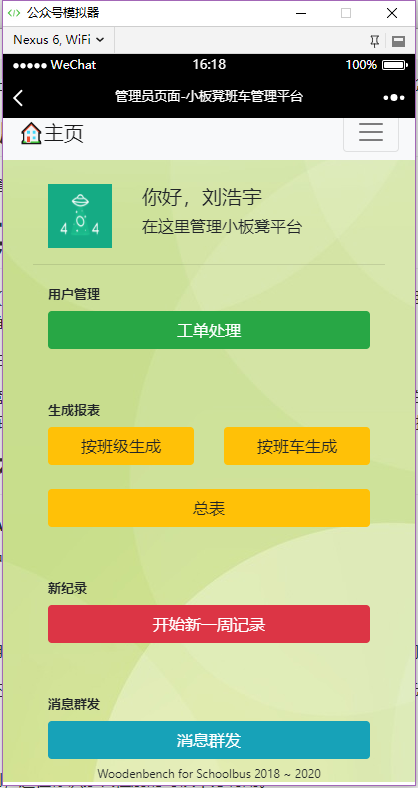 公众号模拟器
Nexus 6, WiFi
WeChat
16:18
100%
管理员页面-小板凳班车管理平台
主页
4 0 4
你好，刘浩宇
在这里管理小板凳平台
用户管理
工单处理
生成报表
按班级生成
按班车生成
总表
新纪录
开始新一周记录
消息群发
消息群发
Woodenbench for Schoolbus 2018 ~ 2020